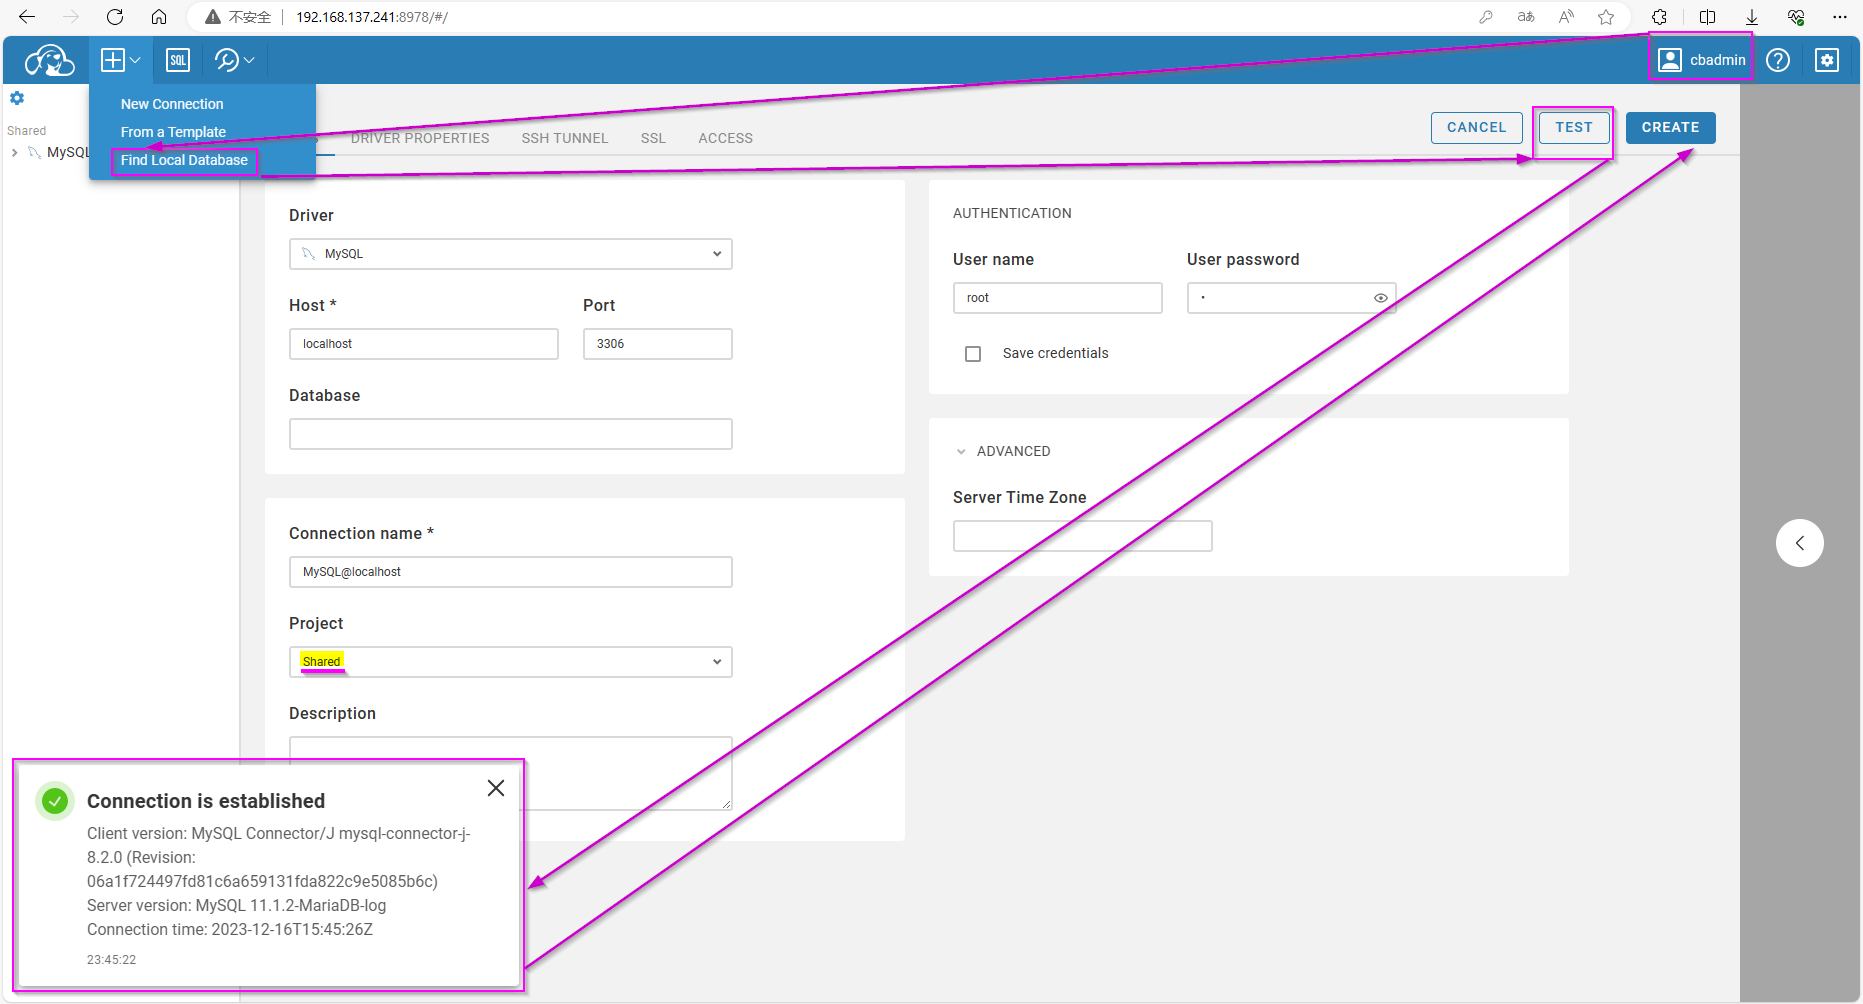 不安全
192.168.137.241:8978/#/
SQL
cbadmin
New Connection
From a Template
Find Local Database
Shared
MySQL
DRIVER PROPERTIES
SSH TUNNEL
SSL
ACCESS
CANCEL
TEST
CREATE
Driver
MySQL
Host *
Port
localhost
3306
Database
AUTHENTICATION
User name
User password
root
Save credentials
ADVANCED
Server Time Zone
Connection name *
MySQL@localhost
Project
Shared
Description
Connection is established
Client version: MySQL Connector/J mysql-connector-j-
8.2.0 (Revision:
06a1f724497fd81c6a659131fda822c9e5085b6c)
Server version: MySQL 11.1.2-MariaDB-log
Connection time: 2023-12-16T15:45:26Z
23:45:22